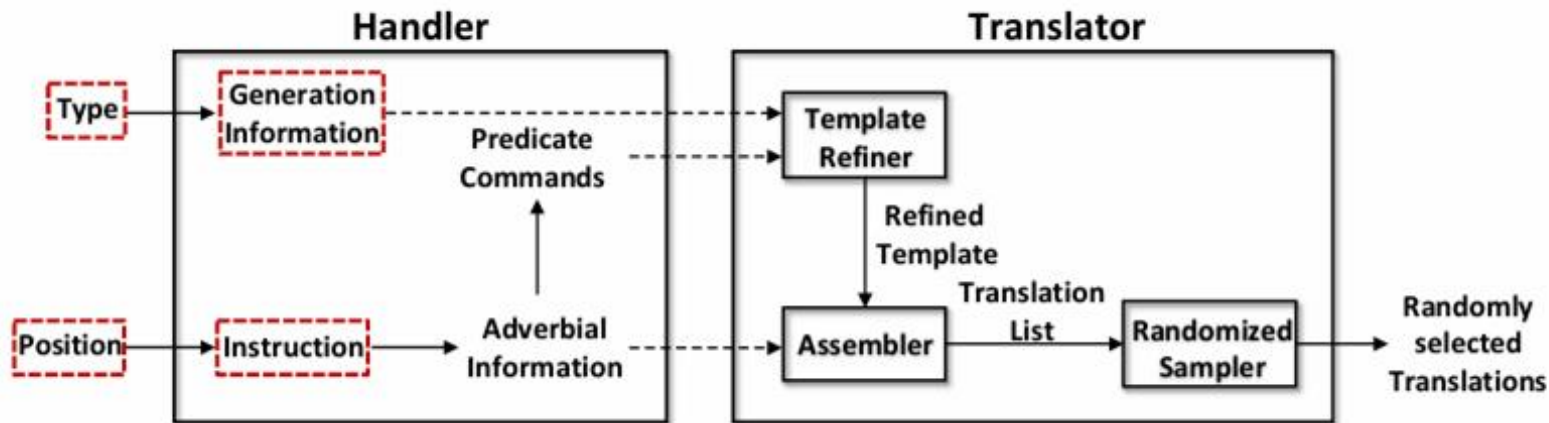 Handler
Translator
Type
Generation
Information
Predicate
Commands
Template
Refiner
Refined
Template
Position
Instruction
Adverbial
Information
Assembler
Translation
List
Randomized
Sampler
Randomly
selected
Translations